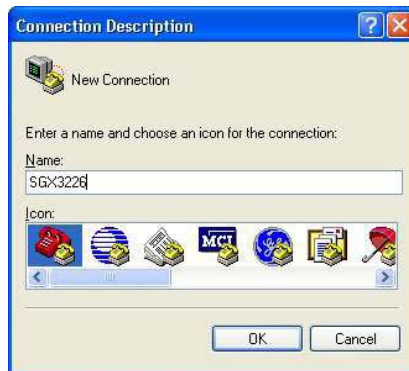 Connection Description
New Connection
Enter a name and choose an icon for the connection:
Name:
SGX3226
Icon:
MCI
OK
Cancel